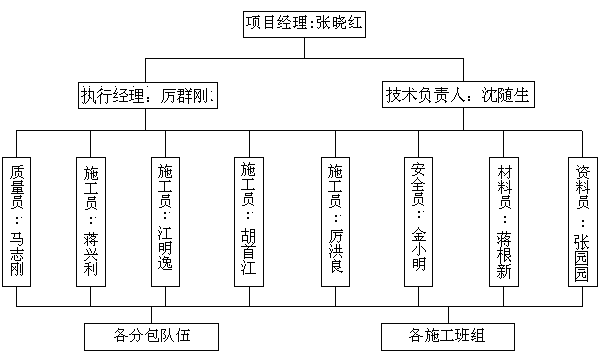 项目经理:张晓红
执行经理：厉群刚.
技术负责人：沈随生
质量员：马志刚
施工员：蒋兴利
施工员：江明逸
施工员：胡首江
施工员：厉洪良
安全员：金小明
材料员：蒋根新
资料员：张园园
各分包队伍
各施工班组